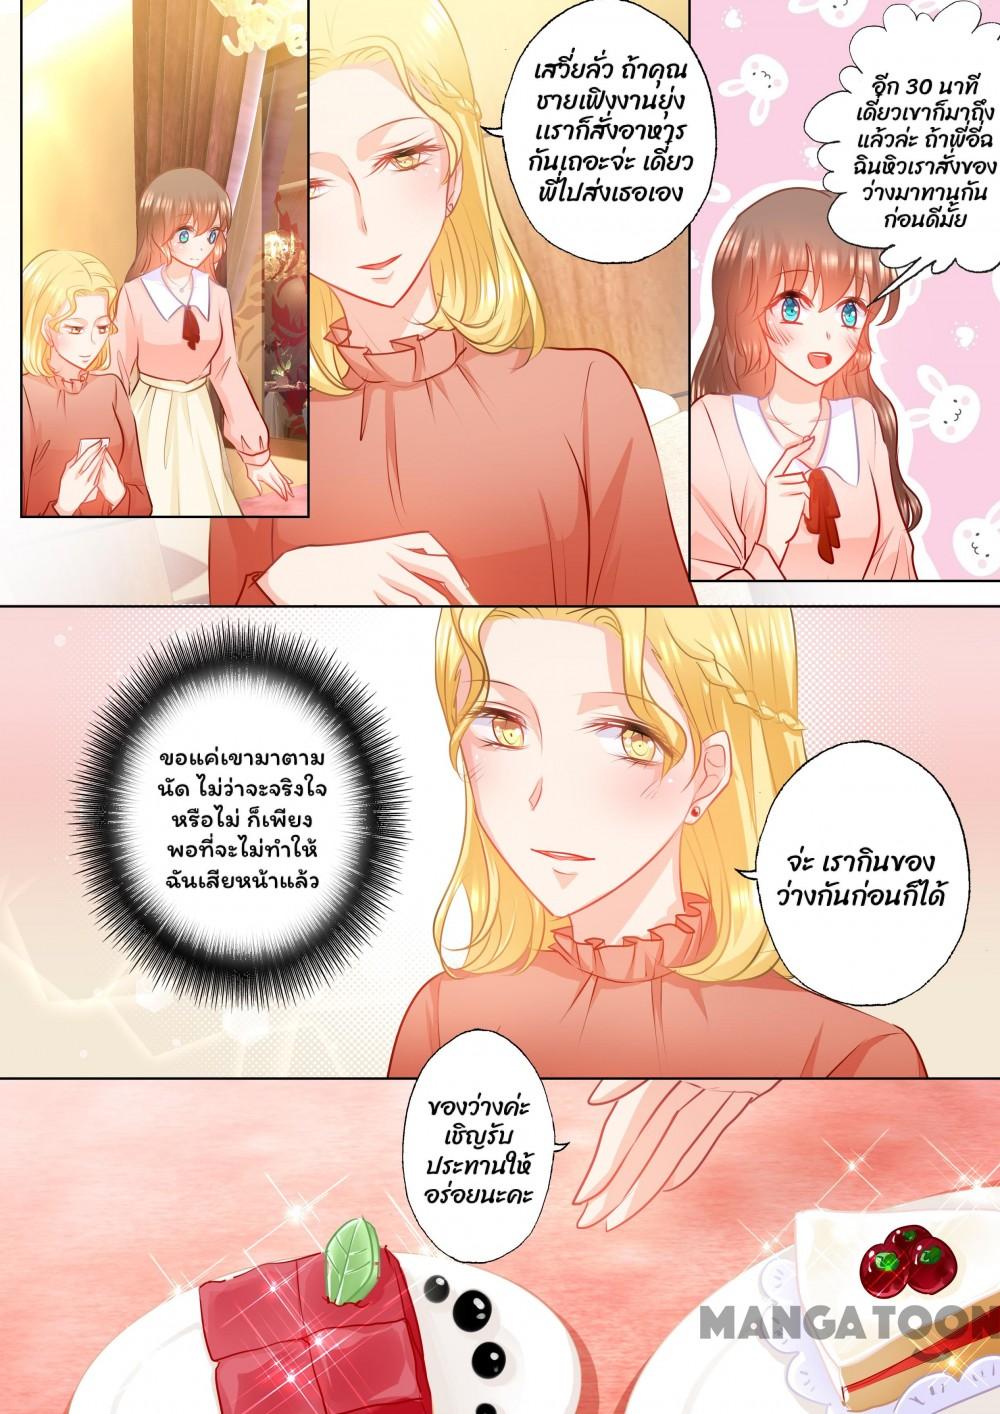 เสวี่ยลั่ว ถ้าคุณ
ชายเฟิงงานยุ่ง
เราก็สั่งอาหาร
กันเถอะจ่ะ เดี๋ยว
พี่ไปส่งเธอเอง
อีก 30 นาที
เดี๋ยวเขาก็มาถึง
แล้วล่ะ ถ้าพี่อี่ฉ
ฉินหิวเราสั่งของ
ว่างมาทานกัน
ก่อนดีมั้ย
ขอแค่เขามาตาม
นัด ไม่ว่าจะจริงใจ
หรือไม่ ก็เพียง
พอที่จะไม่ทำให้
ฉันเสียหน้าแล้ว
จ่ะ เรากินของ
ว่างกันก่อนก็ได้
ของว่างค่ะ
เชิญรับ
ประทานให้
อร่อยนะคะ
MANGATOON